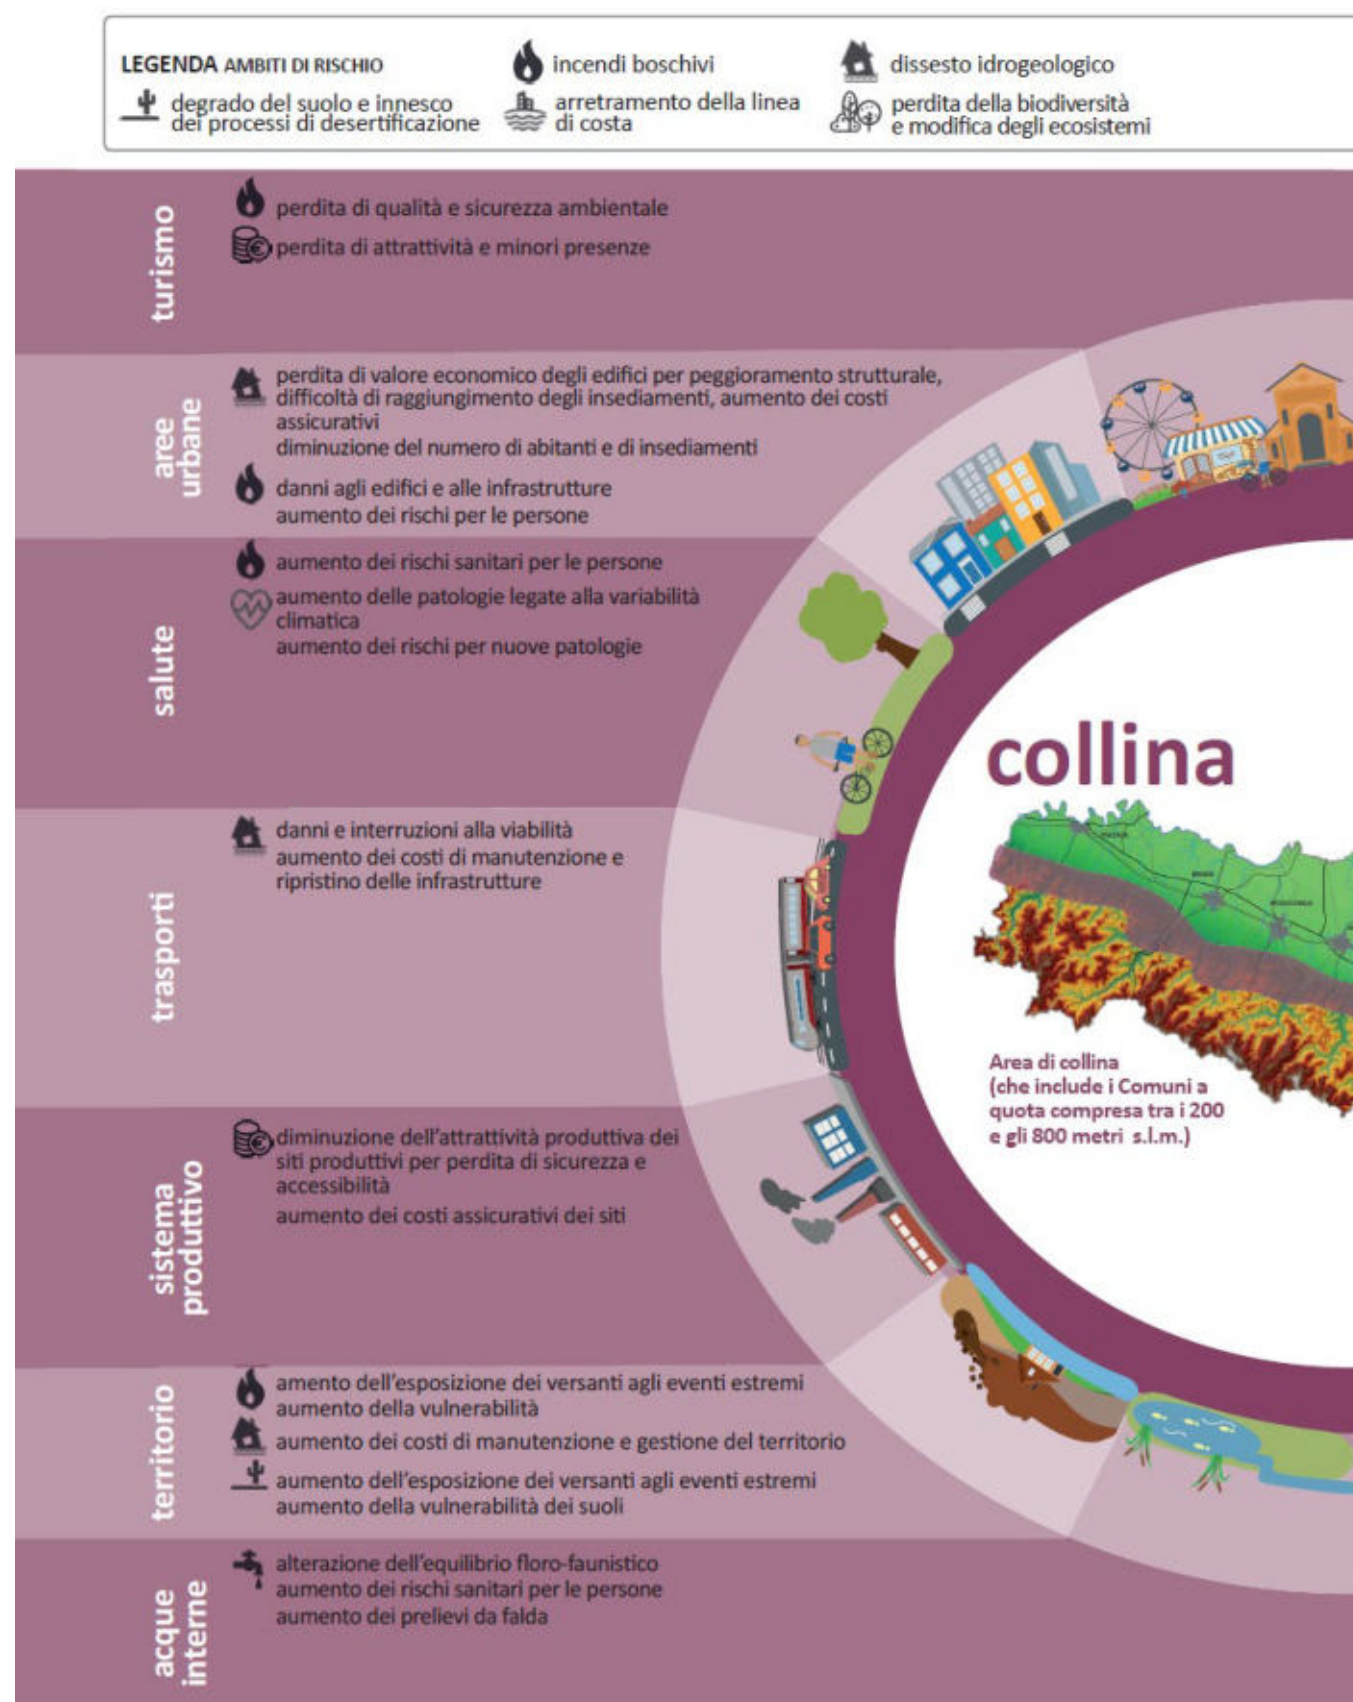 LEGENDA AMBITI DI RISCHIO
incendi boschivi
dissesto idrogeologico
degrado del suolo e innesco
dei processi di desertificazione
arretramento della linea
di costa
perdita della biodiversità
e modifica degli ecosistemi
turismo
perdita di qualità e sicurezza ambientale
perdita di attrattività e minori presenze
aree
urbane
perdita di valore economico degli edifici per peggioramento strutturale,
difficoltà di raggiungimento degli insediamenti, aumento dei costi
assicurativi
diminuzione del numero di abitanti e di insediamenti
danni agli edifici e alle infrastrutture
aumento dei rischi per le persone
salute
aumento dei rischi sanitari per le persone
aumento delle patologie legate alla variabilità
climatica
aumento dei rischi per nuove patologie
trasporti
danni e interruzioni alla viabilità
aumento dei costi di manutenzione e
ripristino delle infrastrutture
sistema
produttivo
diminuzione dell'attrattività produttiva dei
siti produttivi per perdita di sicurezza e
accessibilità
aumento dei costi assicurativi dei siti
territorio
amento dell'esposizione dei versanti agli eventi estremi
aumento della vulnerabilità
aumento dei costi di manutenzione e gestione del territorio
aumento dell'esposizione dei versanti agli eventi estremi
aumento della vulnerabilità dei suoli
acque
interne
alterazione dell'equilibrio floro-faunistico
aumento dei rischi sanitari per le persone
aumento dei prelievi da falda
collina
Area di collina
(che include i Comuni a
quota compresa tra i 200
e gli 800 metri s.l.m.)